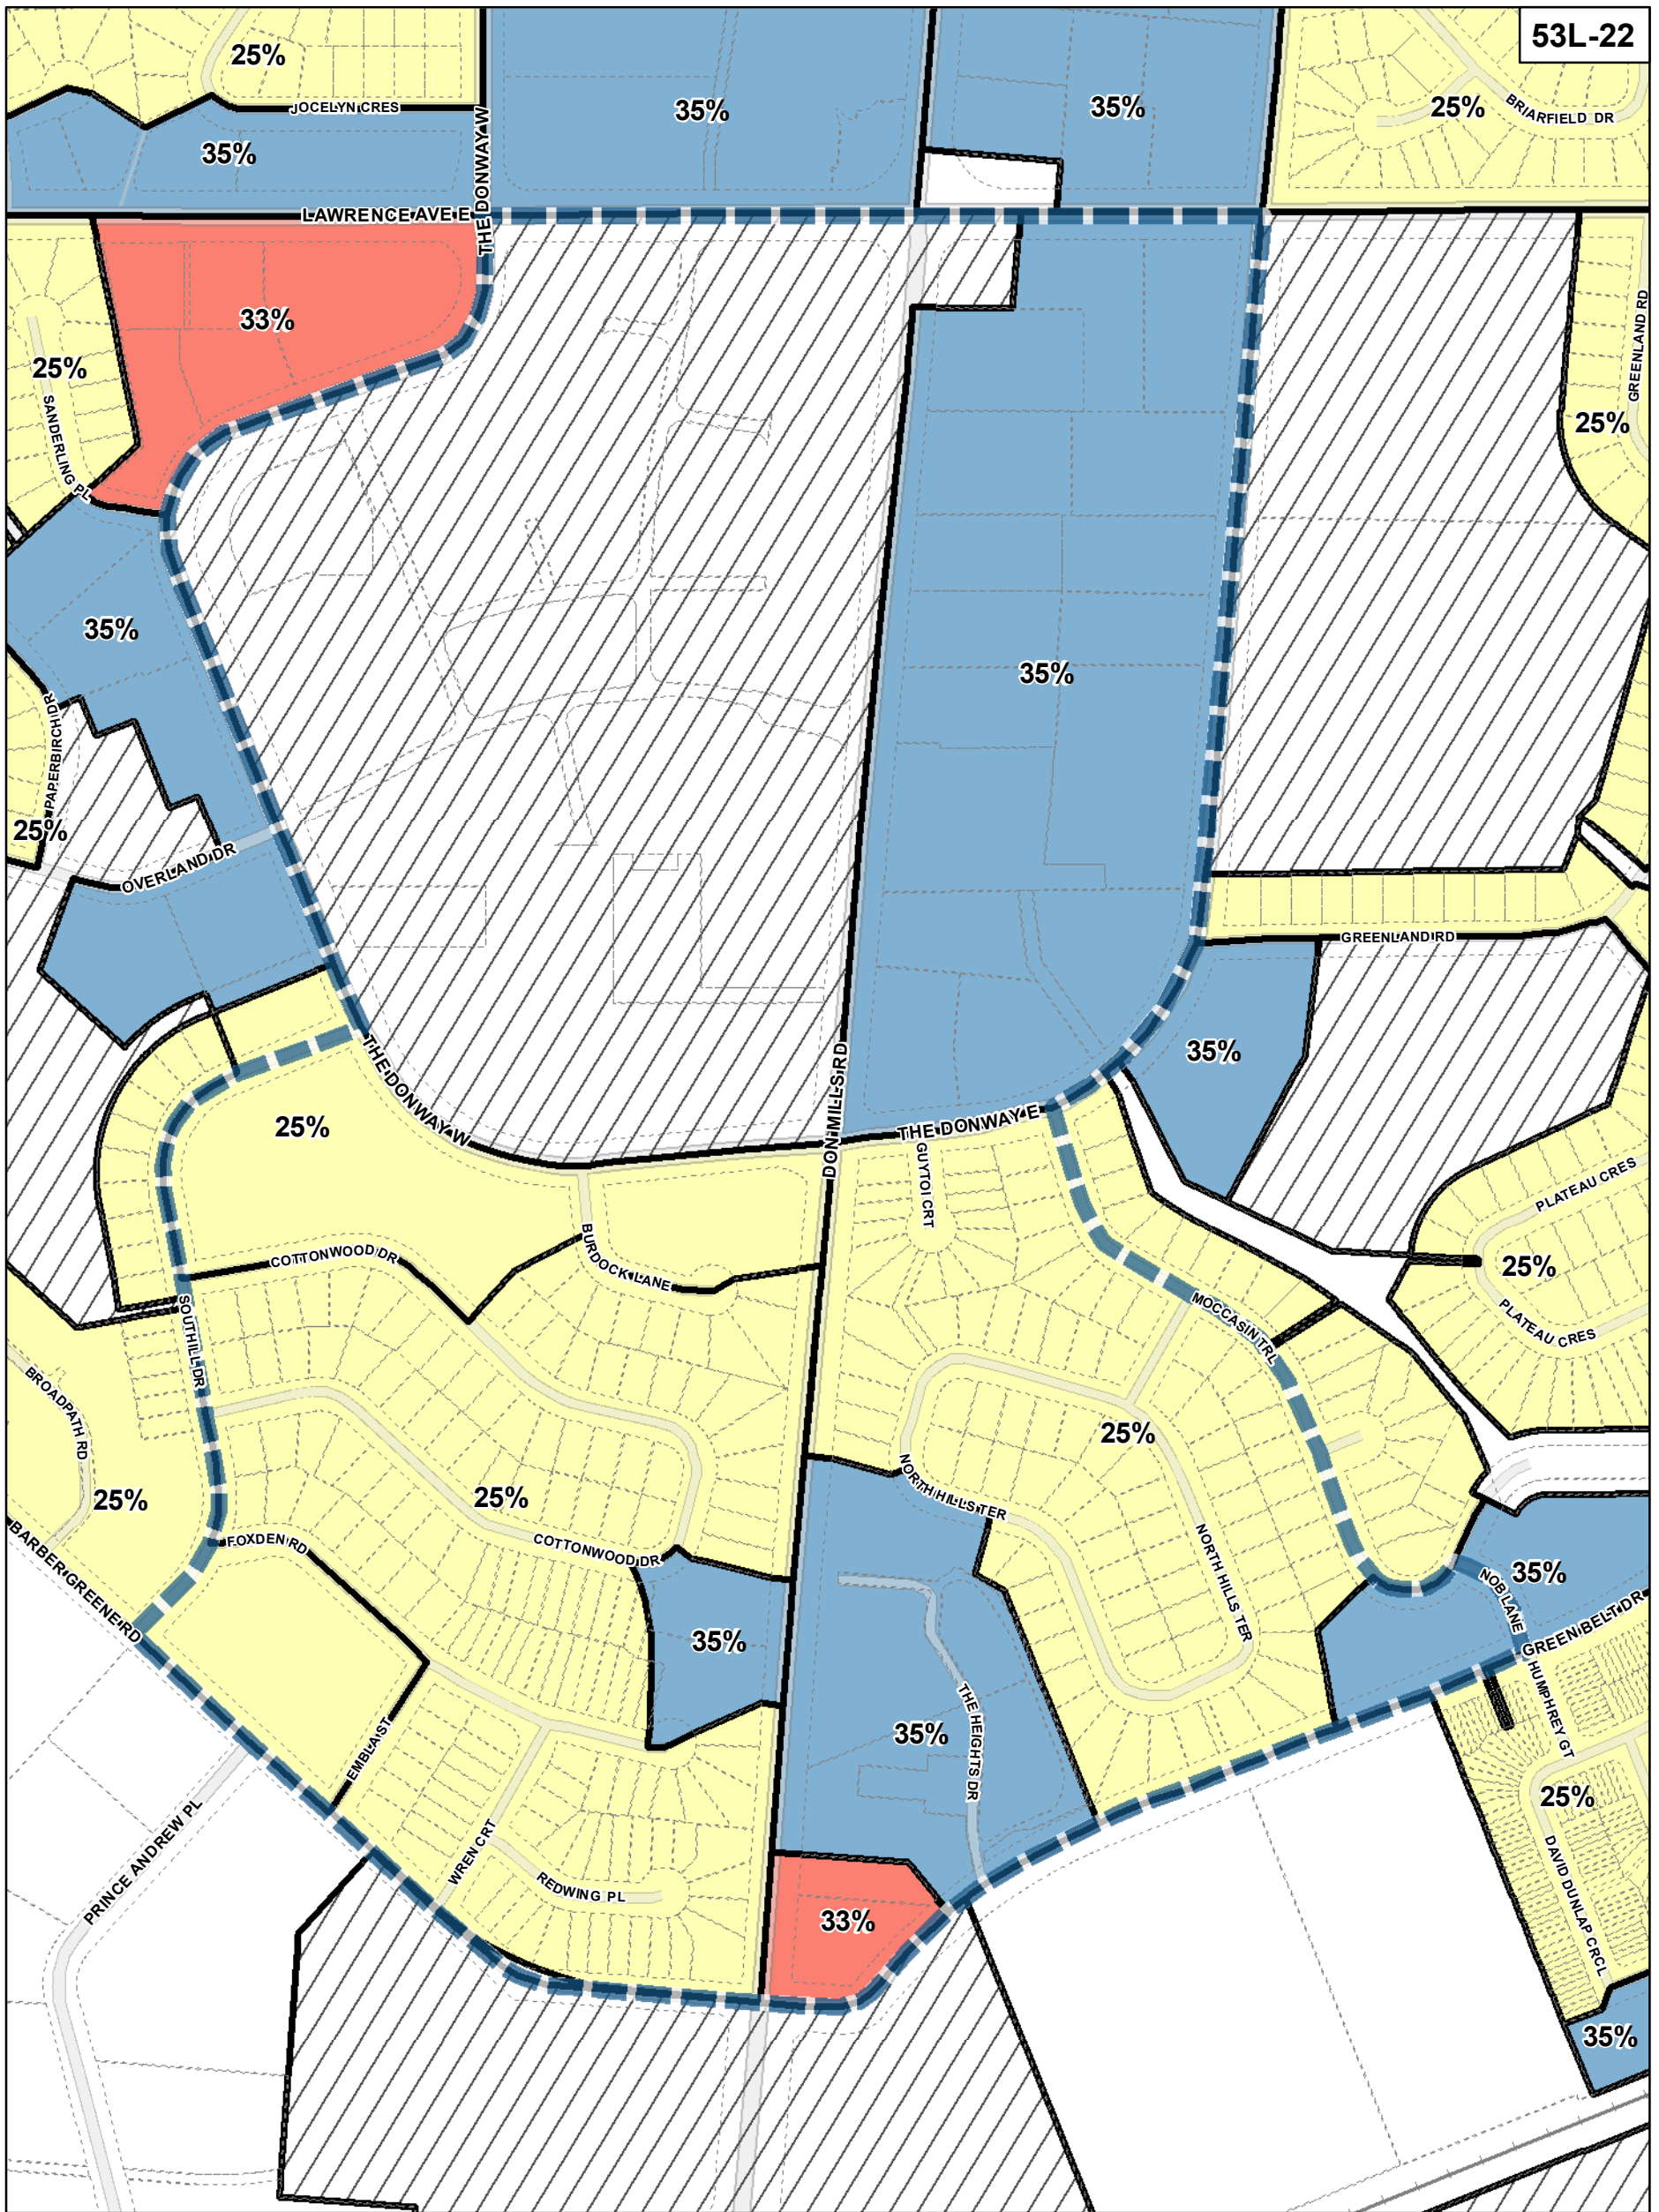 53L-22
25%
JOCELYN CRES
35%
25%
BRIARFIELD DR
35%
35%
THE DONWAY W
LAWRENCE AVE E
33%
GREENLAND RD
25%
SANDERLING PL
25%
35%
35%
PAPERBIRCH DR
25%
OVERLAND DR
GREENLAND RD
35%
THE DONWAY W
DON MILLS RD
THE DONWAY E
25%
GUYTOI CRT
PLATEAU CRES
25%
COTTONWOOD DR
BURDOCK LANE
MOCCASIN TRL
PLATEAU CRES
SOUTHILL DR
BROADPATH RD
25%
25%
25%
NORTH HILLS TER
NORTH HILLS TER
BARBER GREENE RD
FOXDEN RD
COTTONWOOD DR
35%
NOB LANE
35%
GREEN BELT DR
THE HEIGHTS DR
35%
HUMPHREY GT
EMBLA ST
25%
PRINCE ANDREW PL
WREN CRT
REDWING PL
33%
DAVID DUNLAP CRCL
35%